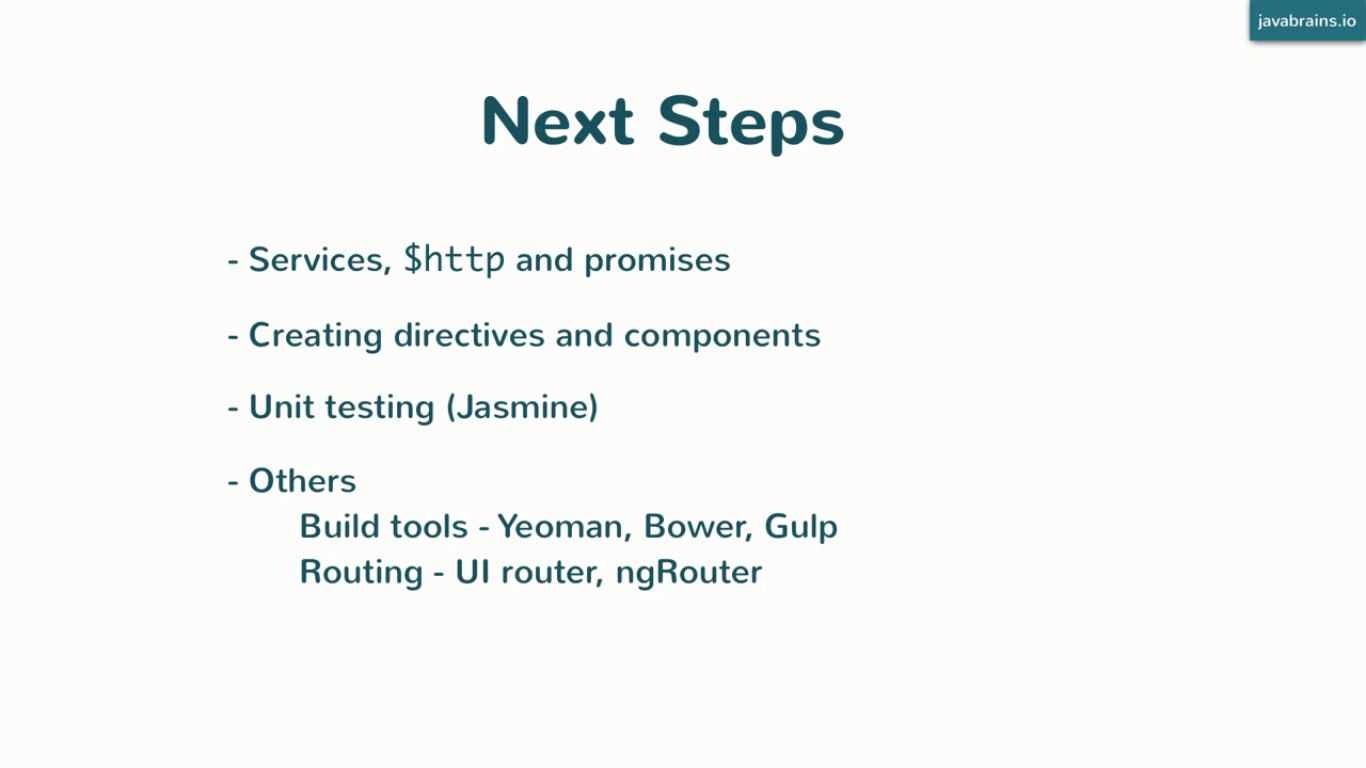 javabrains.io
Next Steps
- Services, $http and promises
- Creating directives and components
- Unit testing (Jasmine)
- Others
Build tools - Yeoman, Bower, Gulp
Routing - UI router, ngRouter